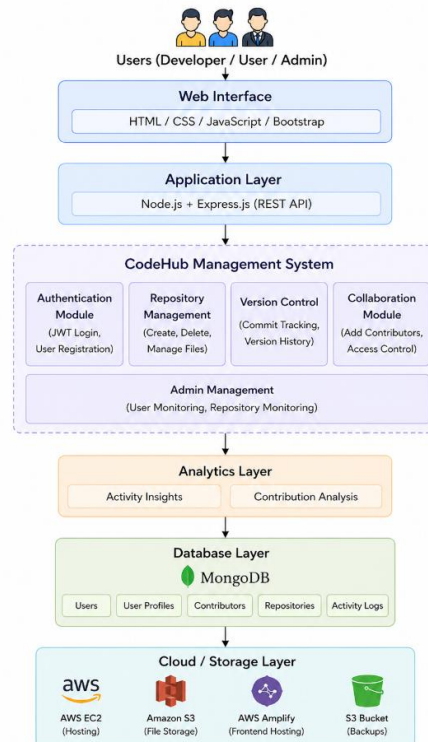 Users (Developer / User / Admin)
Web Interface
HTML / CSS / JavaScript / Bootstrap
Application Layer
Node.js + Express.js (REST API)
CodeHub Management System
Authentication
Module
(JWT Login,
User Registration)
Repository
Management
(Create, Delete,
Manage Files)
Version Control
(Commit Tracking,
Version History)
Collaboration
Module
(Add Contributors,
Access Control)
Admin Management
(User Monitoring, Repository Monitoring)
Analytics Layer
Activity Insights
Contribution Analysis
Database Layer
MongoDB
Users
User Profiles
Contributors
Repositories
Activity Logs
Cloud / Storage Layer
aws
AWS EC2
(Hosting)
Amazon S3
(File Storage)
AWS Amplify
(Frontend Hosting)
S3 Bucket
(Backups)